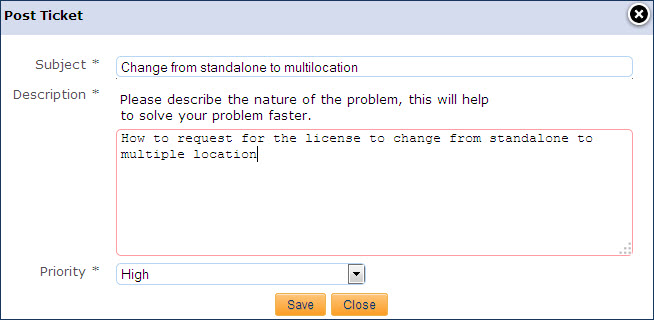 Post Ticket
Subject *
Change from standalone to multilocation
Description *
Please describe the nature of the problem, this will help
to solve your problem faster.
How to request for the license to change from standalone to
multiple location
Priority *
High
Save Close